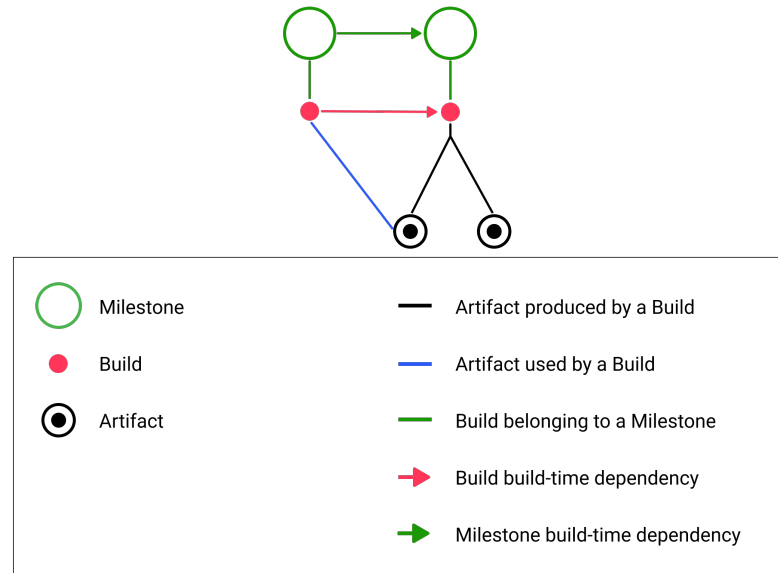 Milestone
Artifact produced by a Build
Build
Artifact used by a Build
Artifact
Build belonging to a Milestone
Build build-time dependency
Milestone build-time dependency